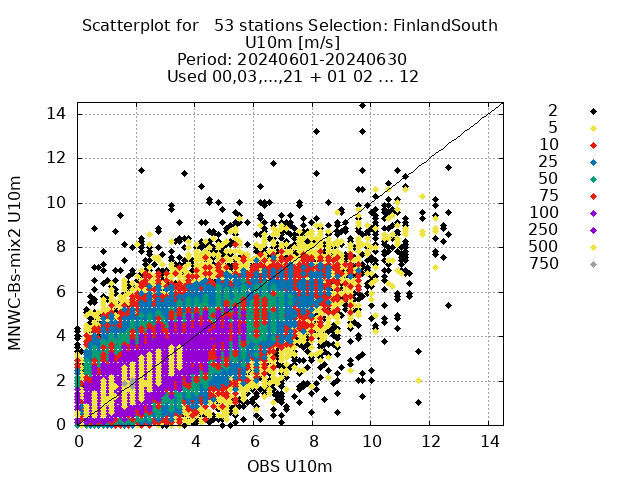 Scatterplot for   53 stations Selection: FinlandSouth
U10m [m/s]
Period: 20240601-20240630
Used 00,03,...,21 + 01 02 ... 12
14
12
10
8
6
4
2
0
MNWC-Bs-mix2 U10m
0 2 4 6 8 10 12 14
OBS U10m
2
5
10
25
50
75
100
250
500
750